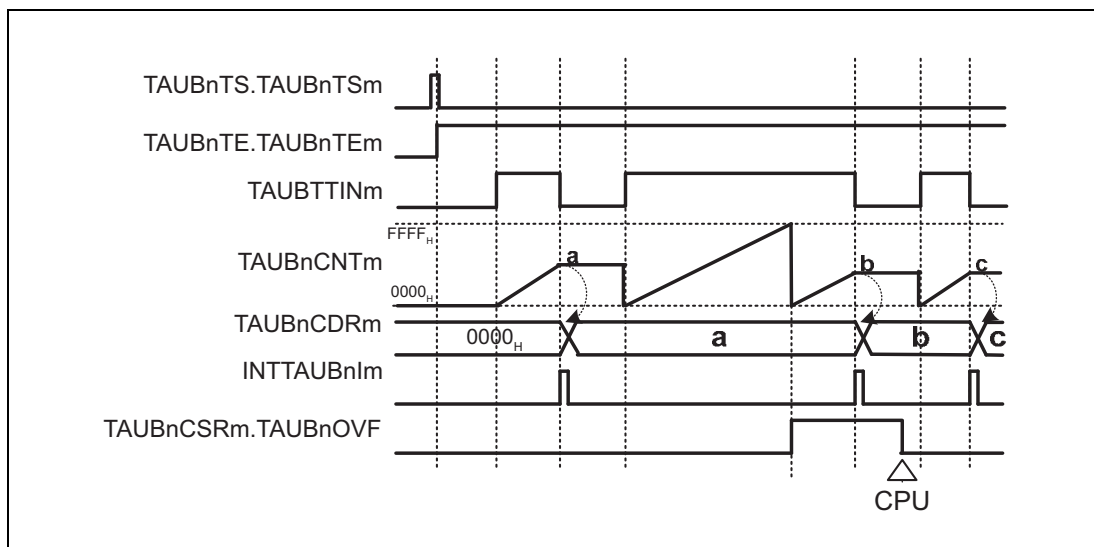 TAUBnTS.TAUBnTSm
TAUBnTE.TAUBnTEm
TAUBTTINm
FFFFH
TAUBnCNTm
a
b
c
0000H
TAUBnCDRm
0000H
a
b
c
INTTAUBnIm
TAUBnCSRm.TAUBnOVF
CPU